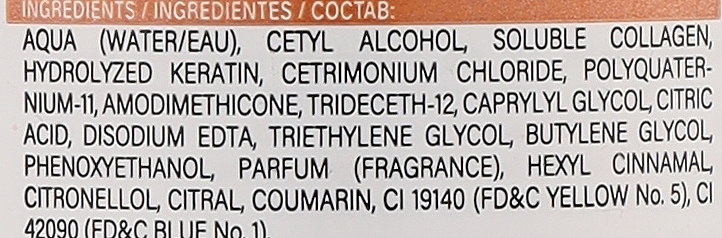 INGREDIENTS / INGREDIENTES / СОСТАВ:
AQUA (WATER/EAU), CETYL ALCOHOL, SOLUBLE COLLAGEN,
HYDROLYZED KERATIN, CETRIMONIUM CHLORIDE, POLYQUATER-
NIUM-11, AMODIMETHICONE, TRIDECETH-12, CAPRYLYL GLYCOL, CITRIC
ACID, DISODIUM EDTA, TRIETHYLENE GLYCOL, BUTYLENE GLYCOL,
PHENOXYETHANOL, PARFUM (FRAGRANCE), HEXYL CINNAMAL,
CITRONELLOL, CITRAL, COUMARIN, CI 19140 (FD&C YELLOW No. 5), CI
42090 (FD&C BLUE No. 1).